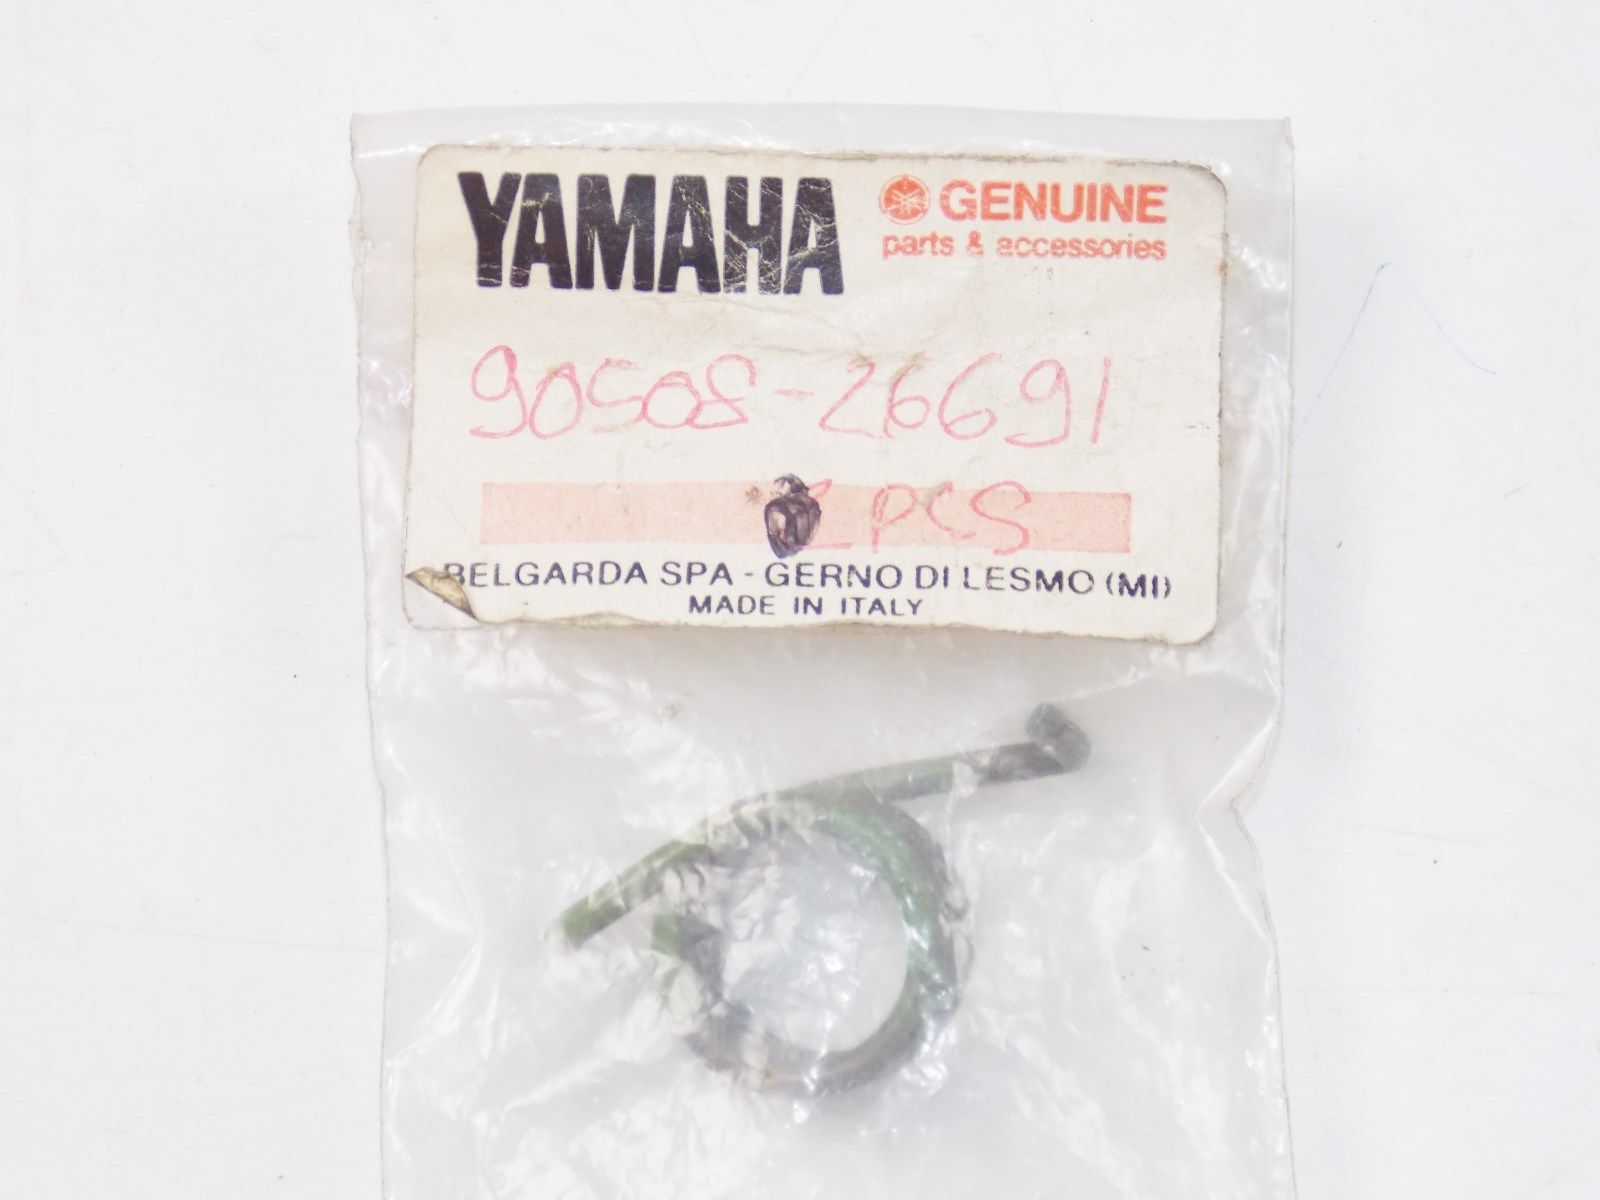 YAMAHA GENUINE
parts & accessories
90508-26691
PCS
BELGARDA SPA - GERNO DI LESMO (MI)
MADE IN ITALY